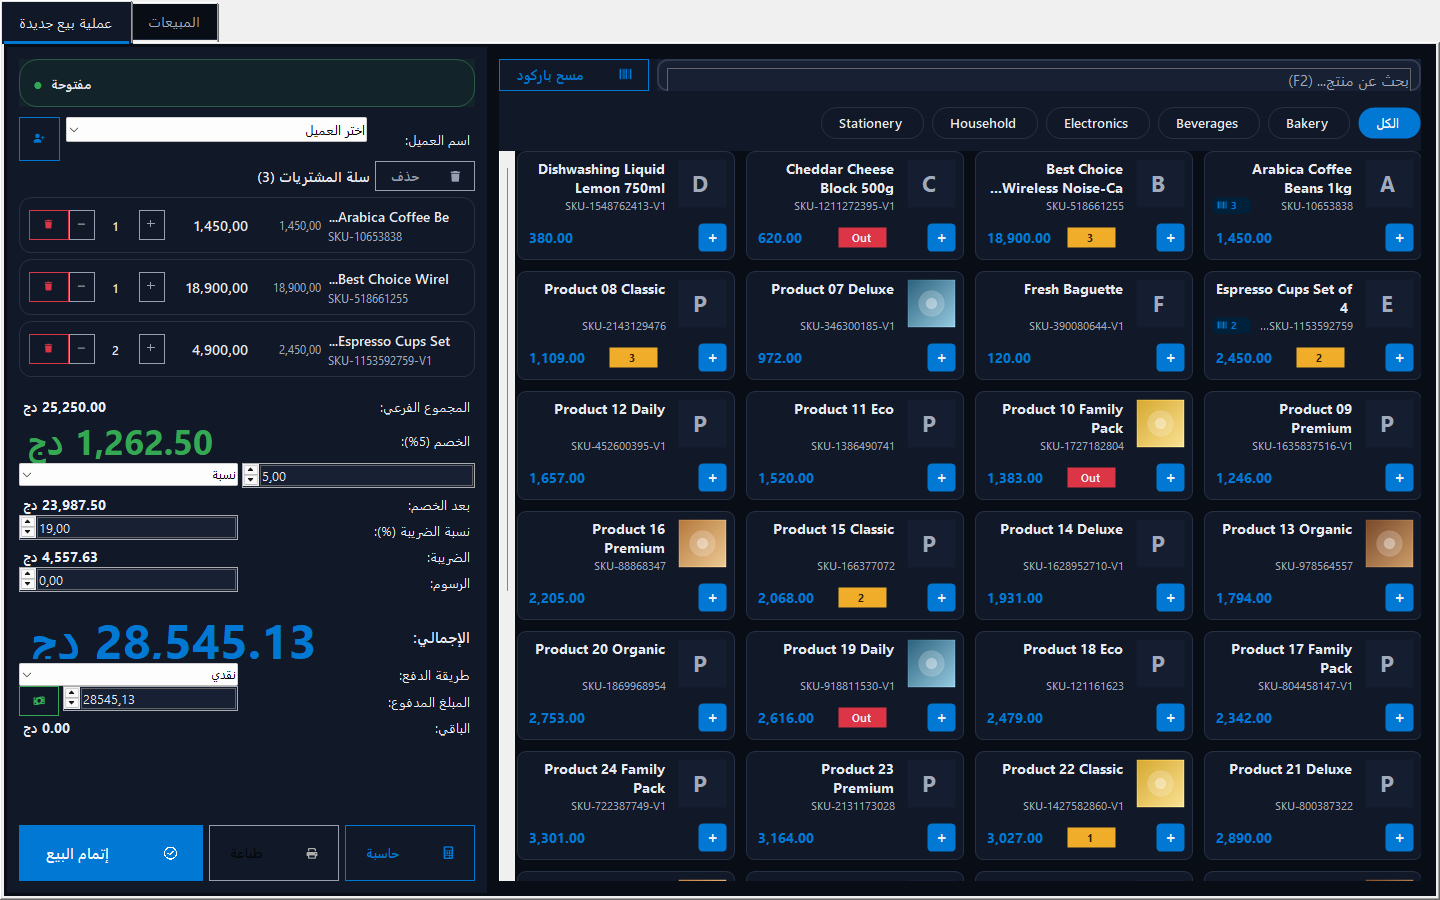 عملية بيع جديدة
المبيعات
مفتوحة
اسم العميل:
اختر العميل
سلة المشتريات (3)
حذف
Arabica Coffee Be...
SKU-10653838
1,450,00
1,450,00
+
1
−
Best Choice Wirel...
SKU-518661255
18,900,00
18,900,00
+
1
−
Espresso Cups Set...
SKU-1153592759-V1
2,450,00
4,900,00
+
2
−
المجموع الفرعي:
25,250.00 دج
الخصم (5%):
1,262.50 دج
5,00
نسبة
بعد الخصم:
23,987.50 دج
نسبة الضريبة (%):
19,00
الضريبة:
4,557.63 دج
الرسوم:
0,00
الإجمالي:
28,545.13 دج
طريقة الدفع:
نقدي
المبلغ المدفوع:
28545,13
الباقي:
0.00 دج
حاسبة
طباعة
إتمام البيع
بحث عن منتج... (F2)
مسح باركود
الكل
Bakery
Beverages
Electronics
Household
Stationery
A
Arabica Coffee
Beans 1kg
SKU-10653838
3
1,450.00
+
B
Best Choice
Wireless Noise-Ca...
SKU-518661255
18,900.00
3
+
C
Cheddar Cheese
Block 500g
SKU-1211272395-V1
620.00
Out
+
D
Dishwashing Liquid
Lemon 750ml
SKU-1548762413-V1
380.00
+
E
Espresso Cups Set of
4
SKU-1153592759...
2
2,450.00
2
+
F
Fresh Baguette
SKU-390080644-V1
120.00
+
Product 07 Deluxe
SKU-346300185-V1
972.00
+
P
Product 08 Classic
SKU-2143129476
1,109.00
3
+
P
Product 09
Premium
SKU-1635837516-V1
1,246.00
+
Product 10 Family
Pack
SKU-1727182804
1,383.00
Out
+
P
Product 11 Eco
SKU-1386490741
1,520.00
+
P
Product 12 Daily
SKU-452600395-V1
1,657.00
+
Product 13 Organic
SKU-978564557
1,794.00
+
P
Product 14 Deluxe
SKU-1628952710-V1
1,931.00
+
P
Product 15 Classic
SKU-166377072
2,068.00
2
+
Product 16
Premium
SKU-88868347
2,205.00
+
P
Product 17 Family
Pack
SKU-804458147-V1
2,342.00
+
P
Product 18 Eco
SKU-121161623
2,479.00
+
Product 19 Daily
SKU-918811530-V1
2,616.00
Out
+
P
Product 20 Organic
SKU-1869968954
2,753.00
+
P
Product 21 Deluxe
SKU-800387322
2,890.00
+
Product 22 Classic
SKU-1427582860-V1
3,027.00
1
+
P
Product 23
Premium
SKU-2131173028
3,164.00
+
P
Product 24 Family
Pack
SKU-722387749-V1
3,301.00
+